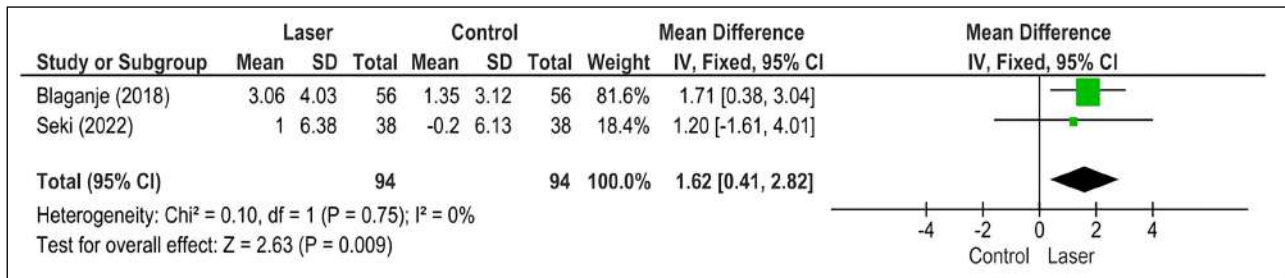 Laser Control Mean Difference Mean Difference
Study or Subgroup Mean SD Total Mean SD Total Weight IV, Fixed, 95% CI IV, Fixed, 95% CI
Blaganje (2018) 3.06 4.03 56 1.35 3.12 56 81.6% 1.71 [0.38, 3.04]
Seki (2022) 1 6.38 38 -0.2 6.13 38 18.4% 1.20 [-1.61, 4.01]
Total (95% CI) 94 94 100.0% 1.62 [0.41, 2.82]
Heterogeneity: Chi² = 0.10, df = 1 (P = 0.75); I² = 0%
Test for overall effect: Z = 2.63 (P = 0.009)
-4 -2 0 2 4
Control Laser